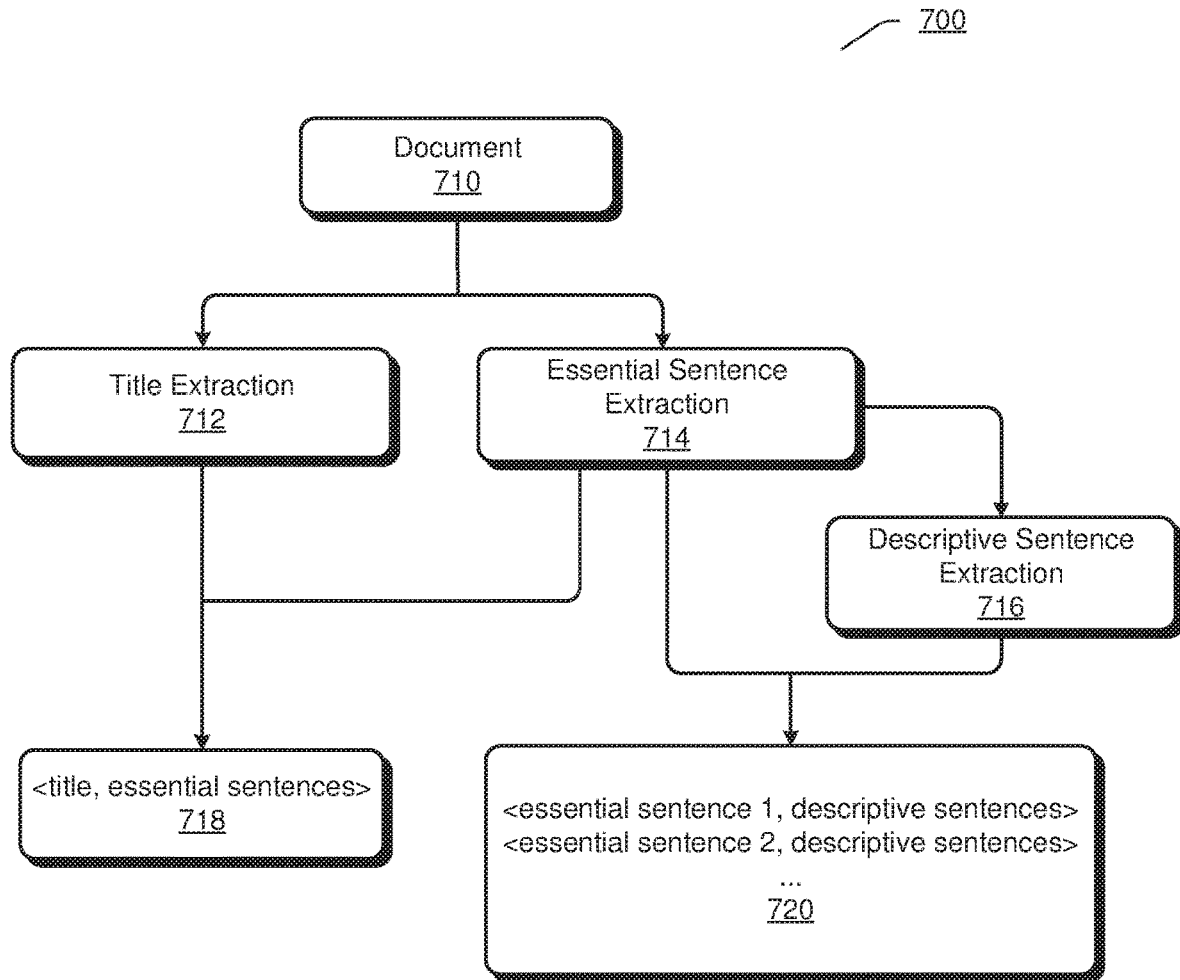 700
Document
710
Title Extraction
712
Essential Sentence
Extraction
714
Descriptive Sentence
Extraction
716
<title, essential sentences>
718
<essential sentence 1, descriptive sentences>
<essential sentence 2, descriptive sentences>
...
720